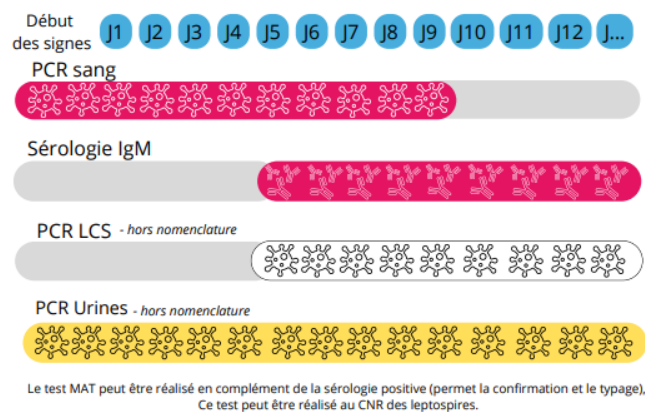 Début
des signes J1 J2 J3 J4 J5 J6 J7 J8 J9 J10 J11 J12 J...
PCR sang
Sérologie IgM
PCR LCS - hors nomenclature
PCR Urines - hors nomenclature
Le test MAT peut être réalisé en complément de la sérologie positive (permet la confirmation et le typage),
Ce test peut être réalisé au CNR des leptospires.